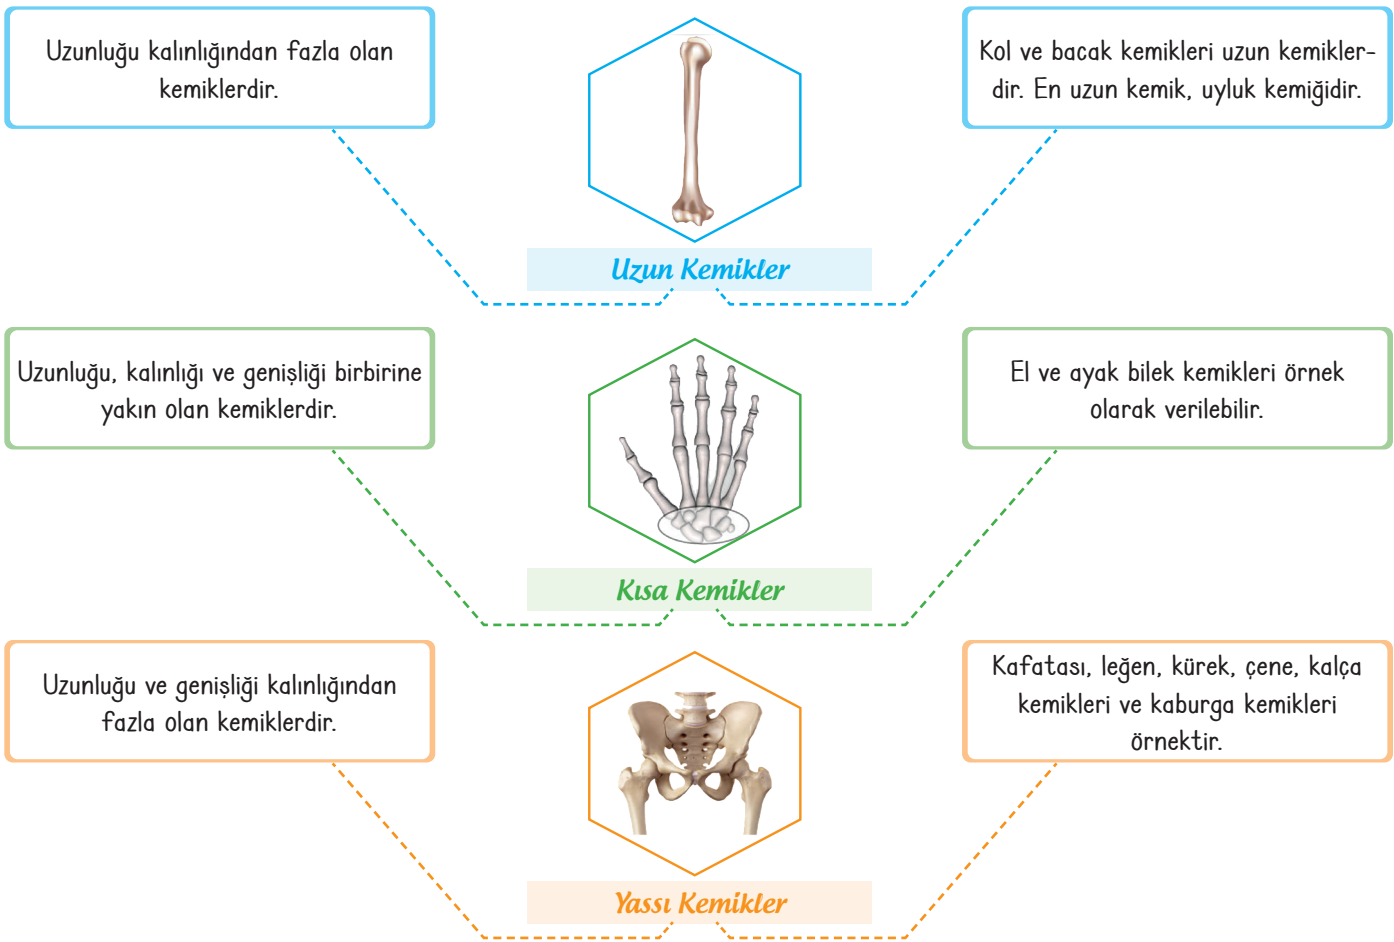 Uzunluğu kalınlığından fazla olan
kemiklerdir.
Kol ve bacak kemikleri uzun kemikler-
dir. En uzun kemik, uyluk kemiğidir.
Uzun Kemikler
Uzunluğu, kalınlığı ve genişliği birbirine
yakın olan kemiklerdir.
El ve ayak bilek kemikleri örnek
olarak verilebilir.
Kısa Kemikler
Uzunluğu ve genişliği kalınlığından
fazla olan kemiklerdir.
Kafatası, leğen, kürek, çene, kalça
kemikleri ve kaburga kemikleri
örnektir.
Yassı Kemikler